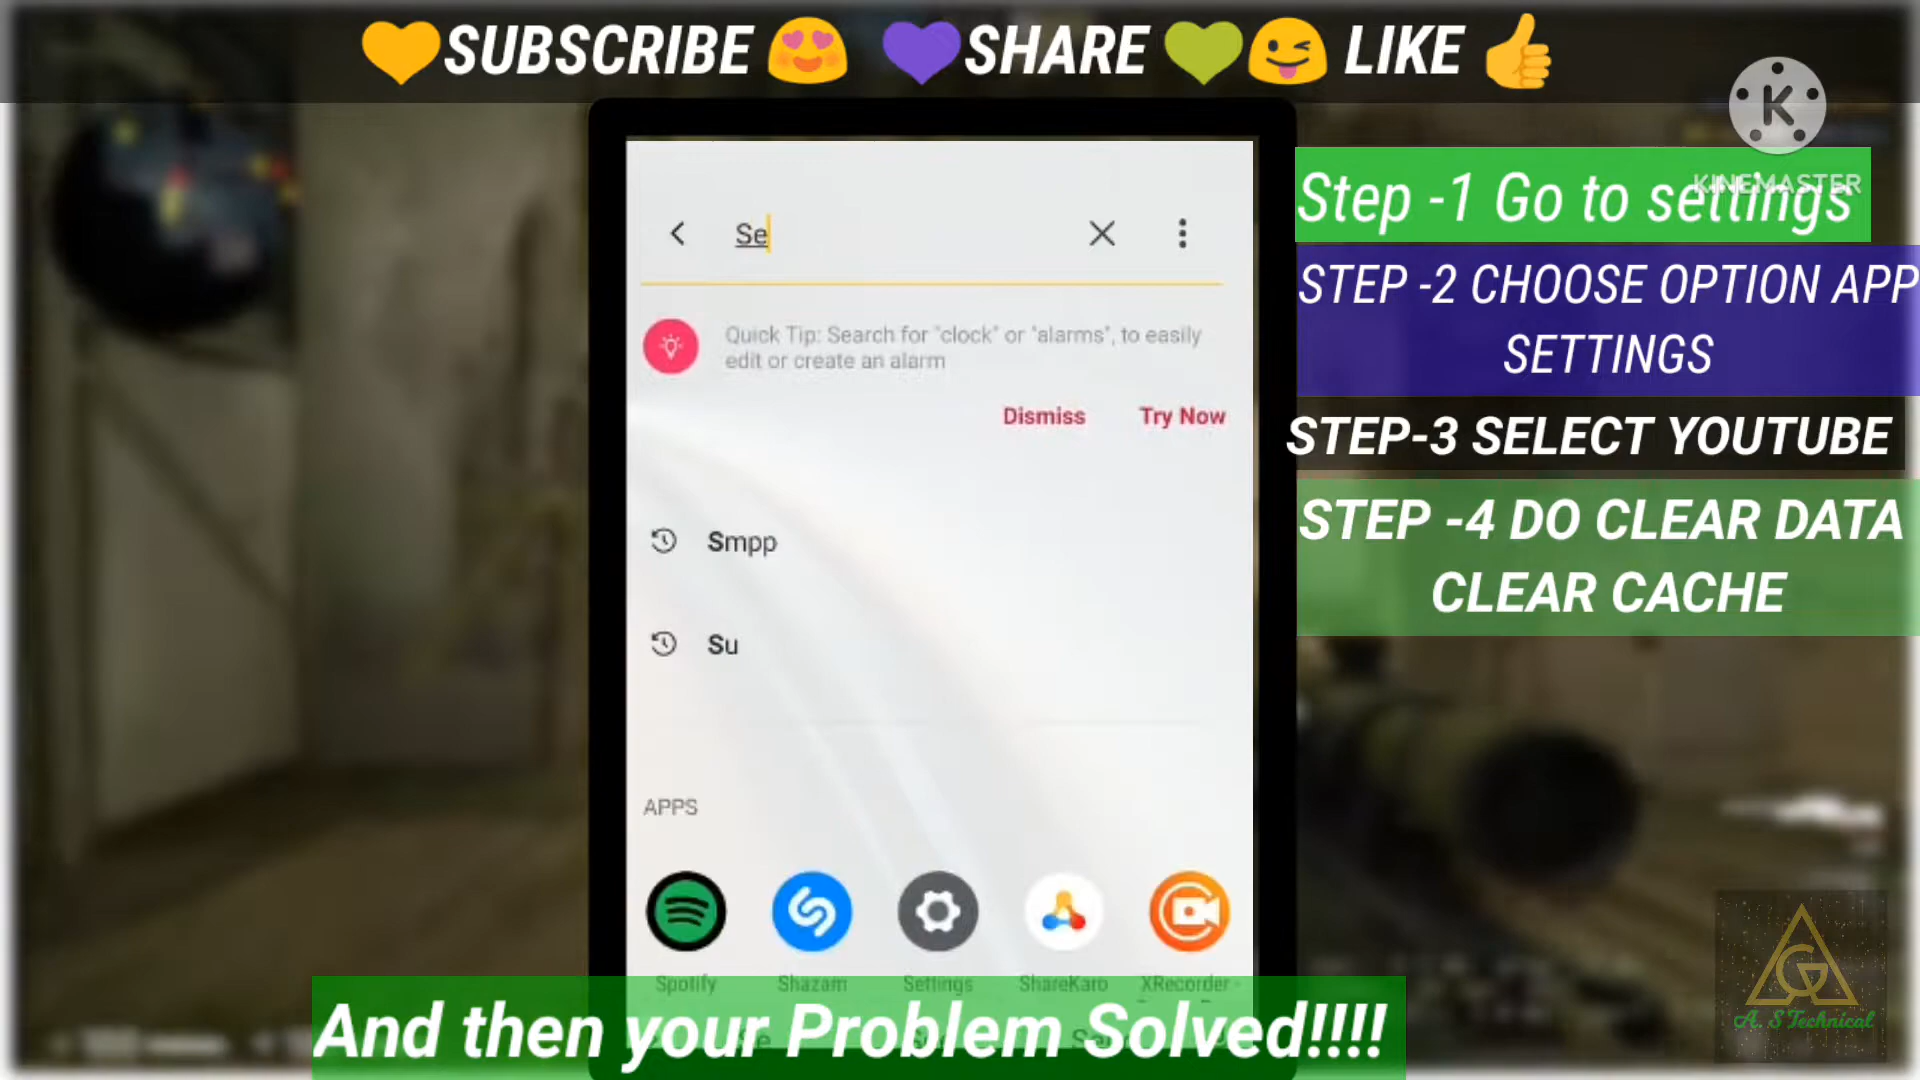 🧡SUBSCRIBE 😍 💜SHARE 💚😜 LIKE 👍
K
KINEMASTER
Step -1 Go to settings
STEP -2 CHOOSE OPTION APP
SETTINGS
STEP-3 SELECT YOUTUBE
STEP -4 DO CLEAR DATA
CLEAR CACHE
Se
Quick Tip: Search for "clock" or "alarms", to easily
edit or create an alarm
Dismiss Try Now
Smpp
Su
APPS
Spotify Shazam Settings ShareKaro XRecorder -
And then your Problem Solved!!!!
A. S Technical